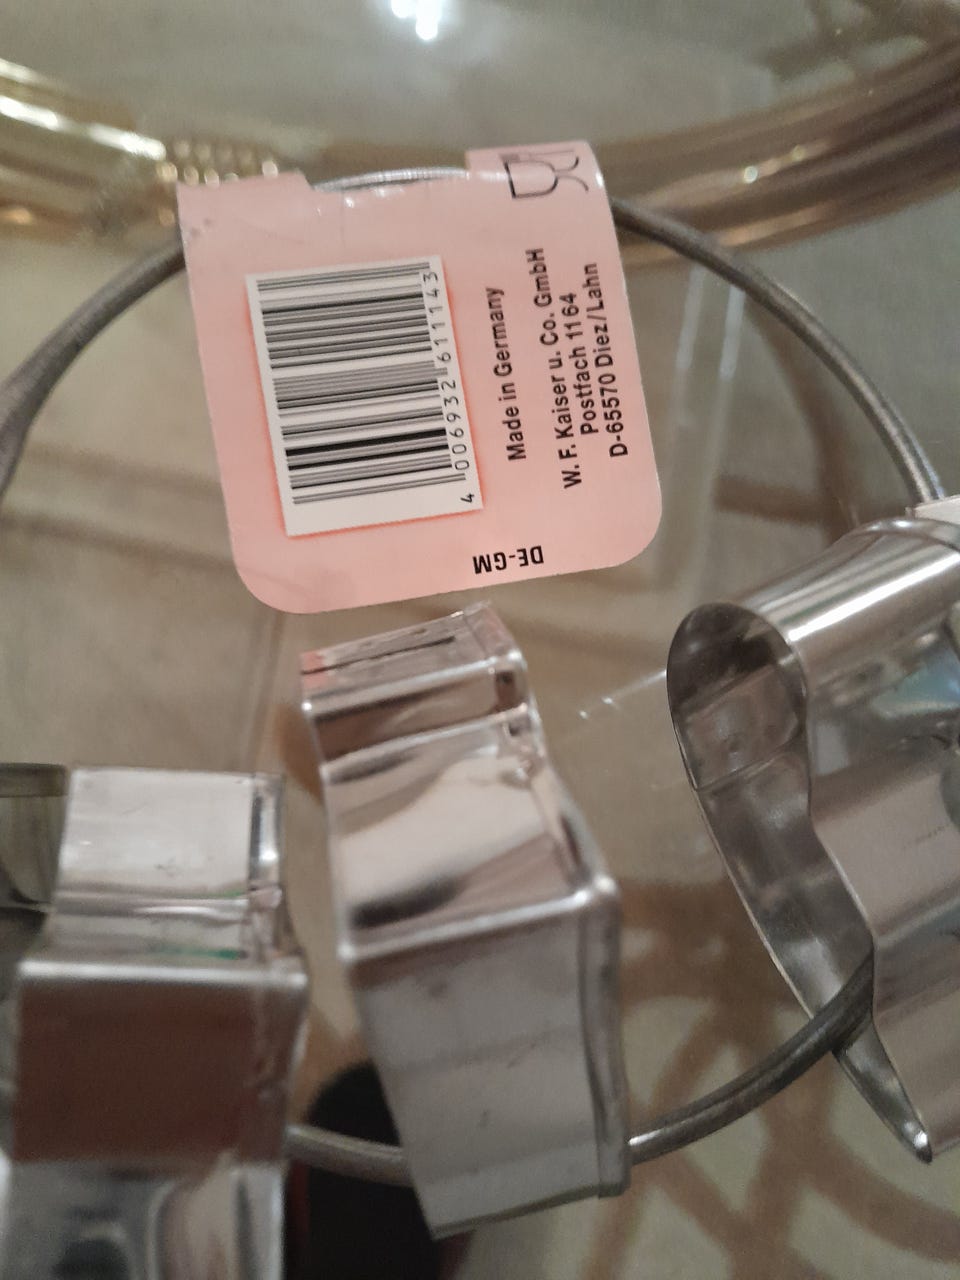 4 006932 611143
Made in Germany
W. F. Kaiser u. Co. GmbH
Postfach 1164
D-65570 Diez/Lahn
DE-GM